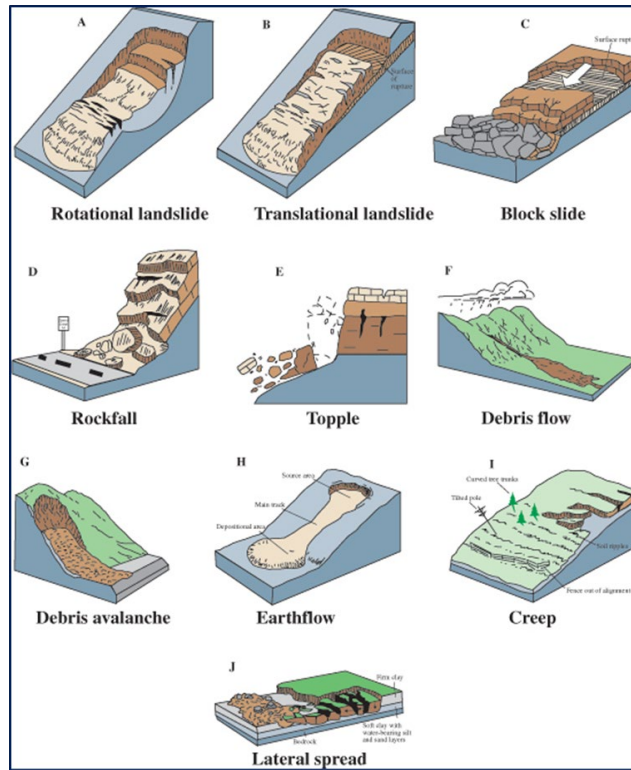 A
B
C
Surface
of
rupture
Surface rupt
Rotational landslide
Translational landslide
Block slide
D
E
F
Rockfall
Topple
Debris flow
G
H
I
Source area
Main track
Depositional area
Curved tree trunks
Tilted pole
Soil ripples
Fence out of alignment
Debris avalanche
Earthflow
Creep
J
Firm clay
Soft clay with
water-bearing silt
and sand layers
Bedrock
Lateral spread